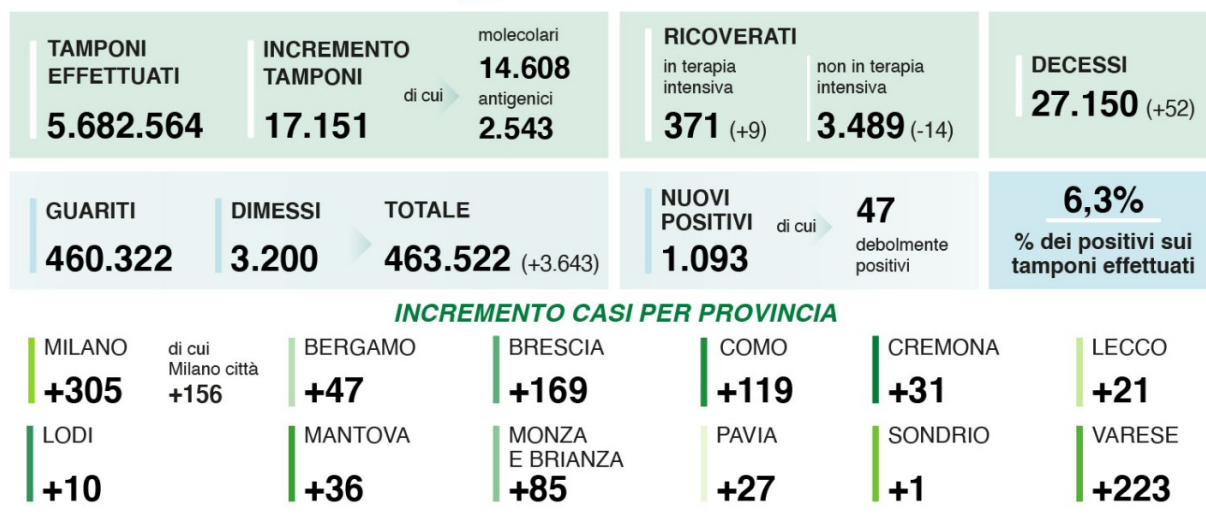 TAMPONI
EFFETTUATI
5.682.564
INCREMENTO
TAMPONI
17.151
di cui
molecolari
14.608
antigenici
2.543
RICOVERATI
in terapia
intensiva
371 (+9)
non in terapia
intensiva
3.489 (-14)
DECESSI
27.150 (+52)
GUARITI
460.322
DIMESSI
3.200
TOTALE
463.522 (+3.643)
NUOVI
POSITIVI
1.093
di cui
47
debolmente
positivi
6,3%
% dei positivi sui
tamponi effettuati
INCREMENTO CASI PER PROVINCIA
MILANO
+305
di cui
Milano città
+156
BERGAMO
+47
BRESCIA
+169
COMO
+119
CREMONA
+31
LECCO
+21
LODI
+10
MANTOVA
+36
MONZA
E BRIANZA
+85
PAVIA
+27
SONDRIO
+1
VARESE
+223